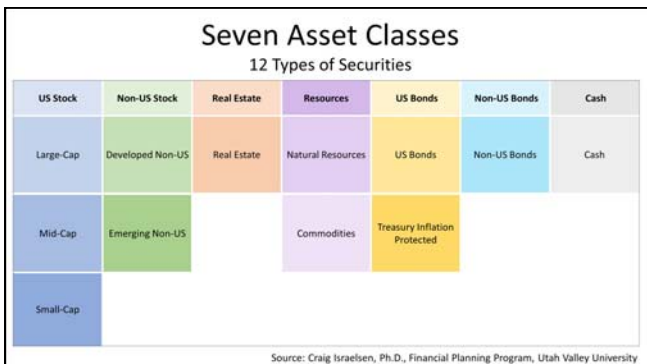 Seven Asset Classes
12 Types of Securities
US Stock Non-US Stock Real Estate Resources US Bonds Non-US Bonds Cash
Large-Cap Developed Non-US Real Estate Natural Resources US Bonds Non-US Bonds Cash
Mid-Cap Emerging Non-US Commodities Treasury Inflation
Protected
Small-Cap
Source: Craig Israelsen, Ph.D., Financial Planning Program, Utah Valley University